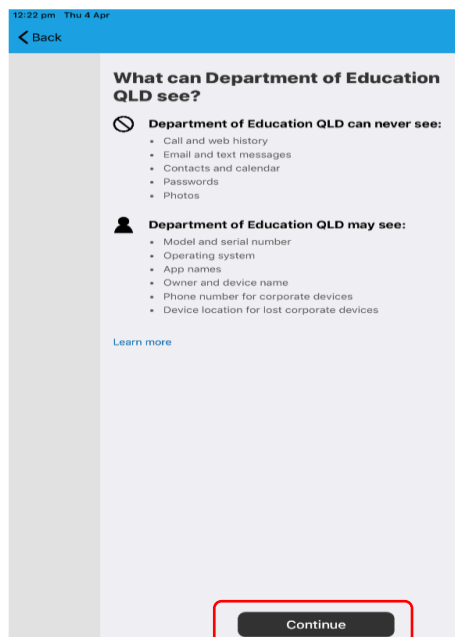 12:22 pm Thu 4 Apr
Back
What can Department of Education
QLD see?
Department of Education QLD can never see:
• Call and web history
• Email and text messages
• Contacts and calendar
• Passwords
• Photos
Department of Education QLD may see:
• Model and serial number
• Operating system
• App names
• Owner and device name
• Phone number for corporate devices
• Device location for lost corporate devices
Learn more
Continue